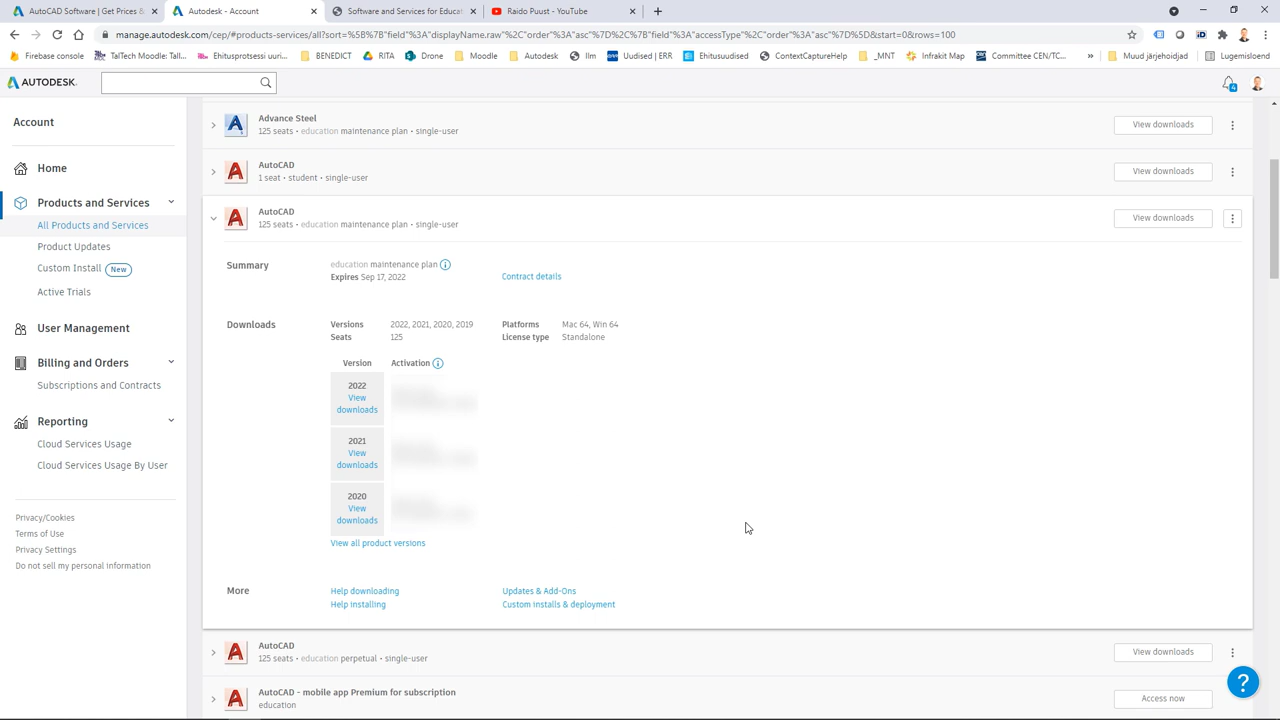 AutoCAD Software | Get Prices &
Autodesk - Account
Software and Services for Educat
Raido Puust - YouTube
manage.autodesk.com/cep/#products-services/all?sort=%5B%7B"field"%3A"displayName.raw"%2C"order"%3A"asc"%7D%2C%7B"field"%3A"accessType"%2C"order"%3A"asc"%7D%5D&start=0&rows=100
Firebase console
TalTech Moodle: Tall...
Ehitusprotsessi uuri...
BENEDICT
RITA
Drone
Moodle
Autodesk
Ilm
Uudised | ERR
Ehitusuudised
ContextCaptureHelp
_MNT
Infrakit Map
Committee CEN/TC...
»
Muud järjehoidjad
Lugemisloend
AUTODESK
4
Account
Home
Products and Services
All Products and Services
Product Updates
Custom Install New
Active Trials
User Management
Billing and Orders
Subscriptions and Contracts
Reporting
Cloud Services Usage
Cloud Services Usage By User
Privacy/Cookies
Terms of Use
Privacy Settings
Do not sell my personal information
Advance Steel
125 seats • education maintenance plan • single-user
View downloads
AutoCAD
1 seat • student • single-user
View downloads
AutoCAD
125 seats • education maintenance plan • single-user
View downloads
Summary
education maintenance plan
Expires Sep 17, 2022
Contract details
Downloads
Versions 2022, 2021, 2020, 2019
Platforms Mac 64, Win 64
Seats 125
License type Standalone
Version Activation
2022
View
downloads
2021
View
downloads
2020
View
downloads
View all product versions
More
Help downloading
Updates & Add-Ons
Help installing
Custom installs & deployment
AutoCAD
125 seats • education perpetual • single-user
View downloads
AutoCAD - mobile app Premium for subscription
education
Access now
?